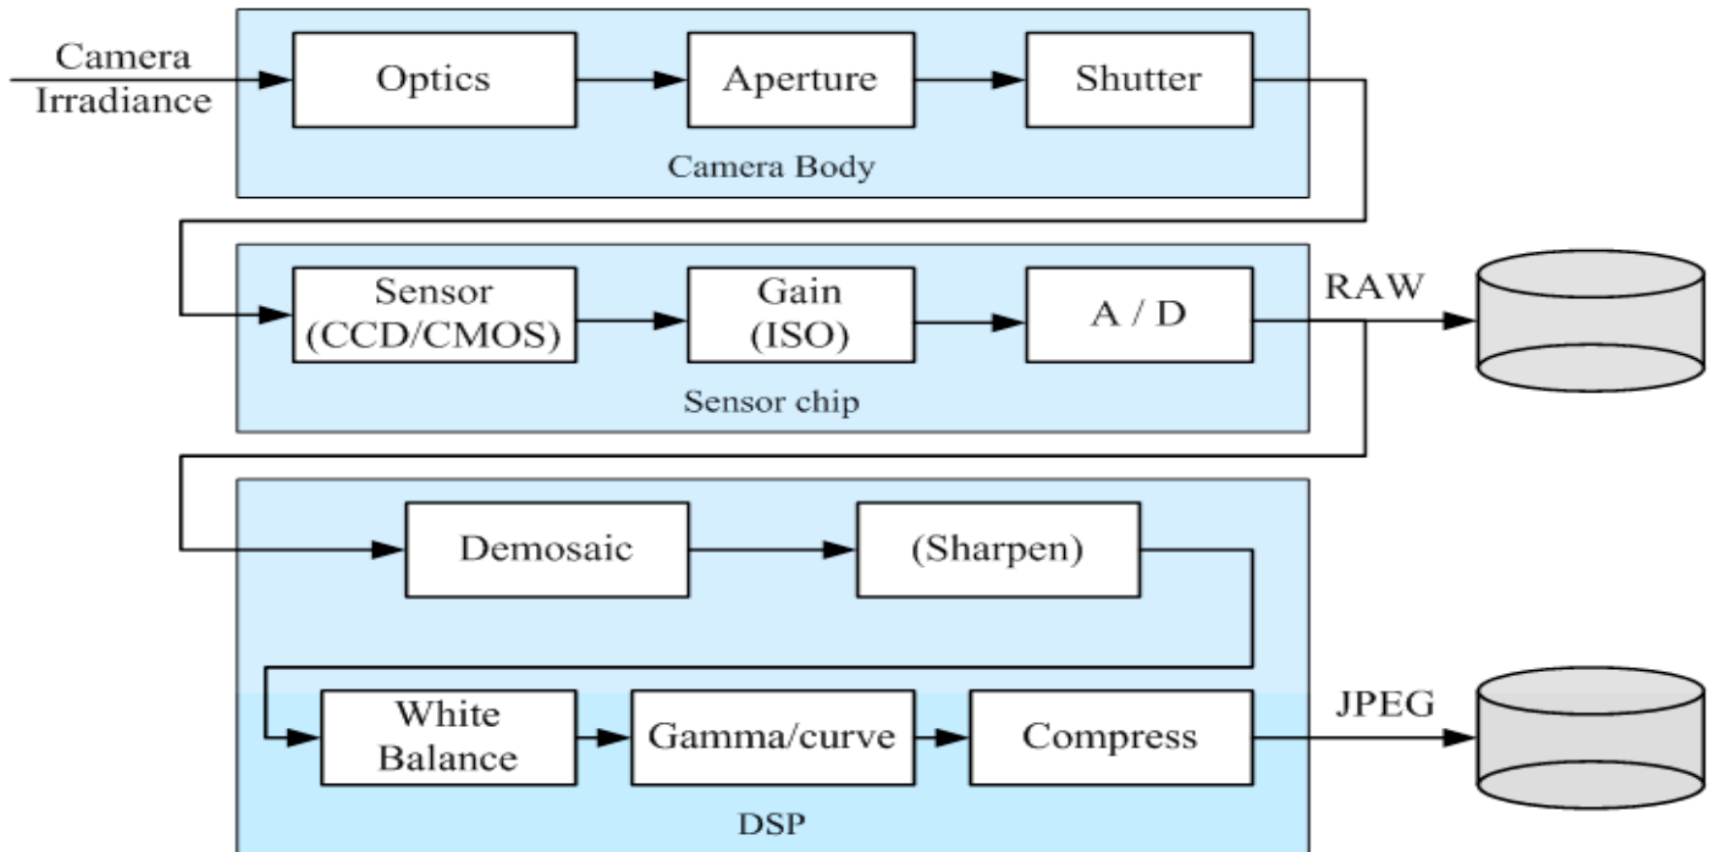 Camera
Irradiance
Optics
Aperture
Shutter
Camera Body
Sensor
(CCD/CMOS)
Gain
(ISO)
A / D
RAW
Sensor chip
Demosaic
(Sharpen)
White
Balance
Gamma/curve
Compress
JPEG
DSP